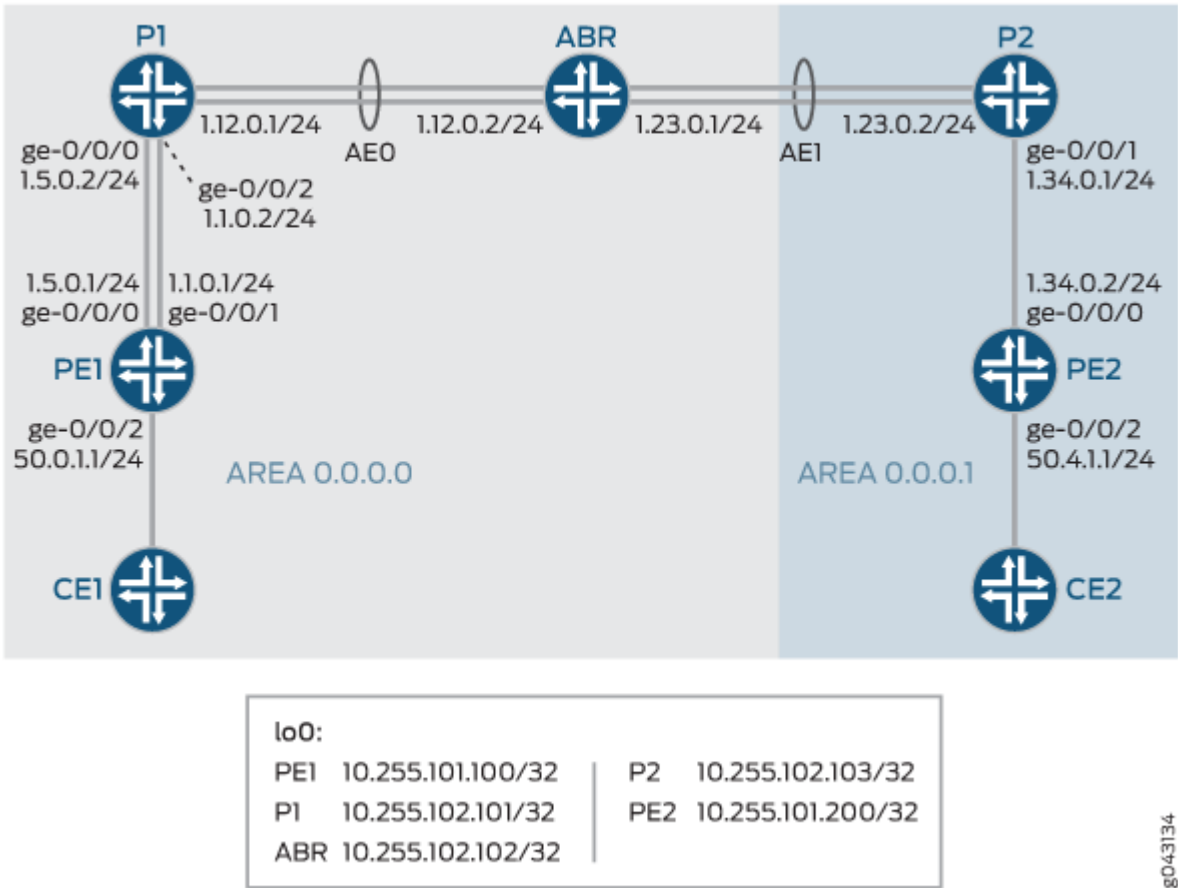 P1
ABR
P2
1.12.0.1/24
1.12.0.2/24
1.23.0.1/24
1.23.0.2/24
AE0
AE1
ge-0/0/0
1.5.0.2/24
ge-0/0/2
1.1.0.2/24
ge-0/0/1
1.34.0.1/24
1.5.0.1/24
ge-0/0/0
1.1.0.1/24
ge-0/0/1
1.34.0.2/24
ge-0/0/0
PE1
PE2
ge-0/0/2
50.0.1.1/24
ge-0/0/2
50.4.1.1/24
AREA 0.0.0.0
AREA 0.0.0.1
CE1
CE2
lo0:
PE1 10.255.101.100/32
P1 10.255.102.101/32
ABR 10.255.102.102/32
P2 10.255.102.103/32
PE2 10.255.101.200/32
g043134